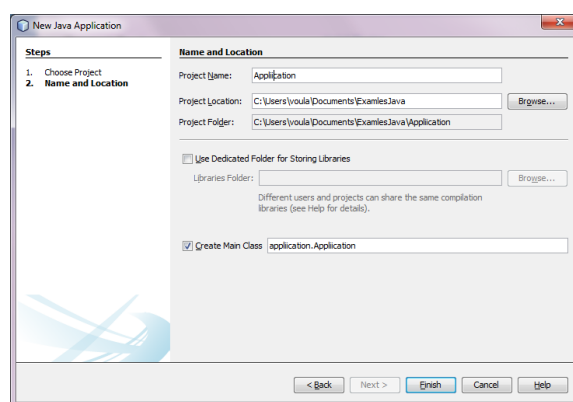 New Java Application
Steps
1. Choose Project
2. Name and Location
Name and Location
Project Name: Application
Project Location: C:\Users\voula\Documents\ExamlesJava Browse...
Project Folder: C:\Users\voula\Documents\ExamlesJava\Application
Use Dedicated Folder for Storing Libraries
Libraries Folder: Browse...
Different users and projects can share the same compilation
libraries (see Help for details).
Create Main Class application.Application
< Back Next > Finish Cancel Help